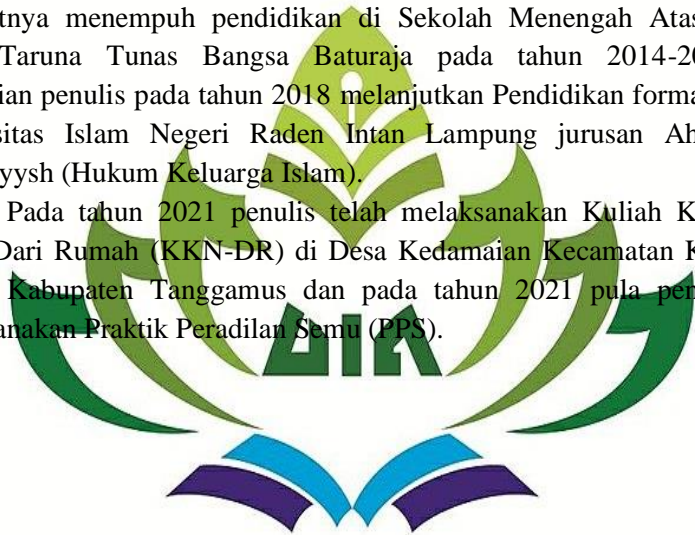 tnya menempuh pendidikan di Sekolah Menengah Atas
Taruna Tunas Bangsa Baturaja pada tahun 2014-20
ian penulis pada tahun 2018 melanjutkan Pendidikan forma
sitas Islam Negeri Raden Intan Lampung jurusan Ah
yysh (Hukum Keluarga Islam).
Pada tahun 2021 penulis telah melaksanakan Kuliah K
Dari Rumah (KKN-DR) di Desa Kedamaian Kecamatan K
Kabupaten Tanggamus dan pada tahun 2021 pula pen
anakan Praktik Peradilan Semu (PPS).